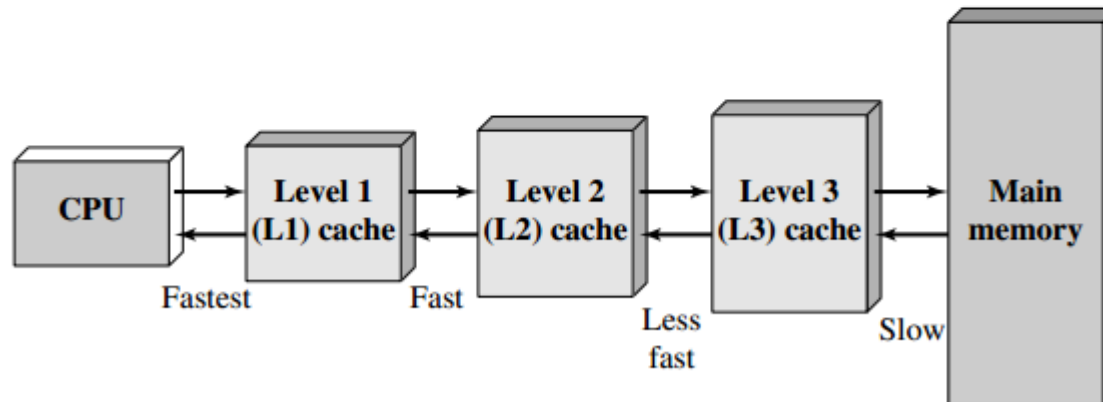 CPU
Level 1
(L1) cache
Level 2
(L2) cache
Level 3
(L3) cache
Main
memory
Fastest
Fast
Less
fast
Slow